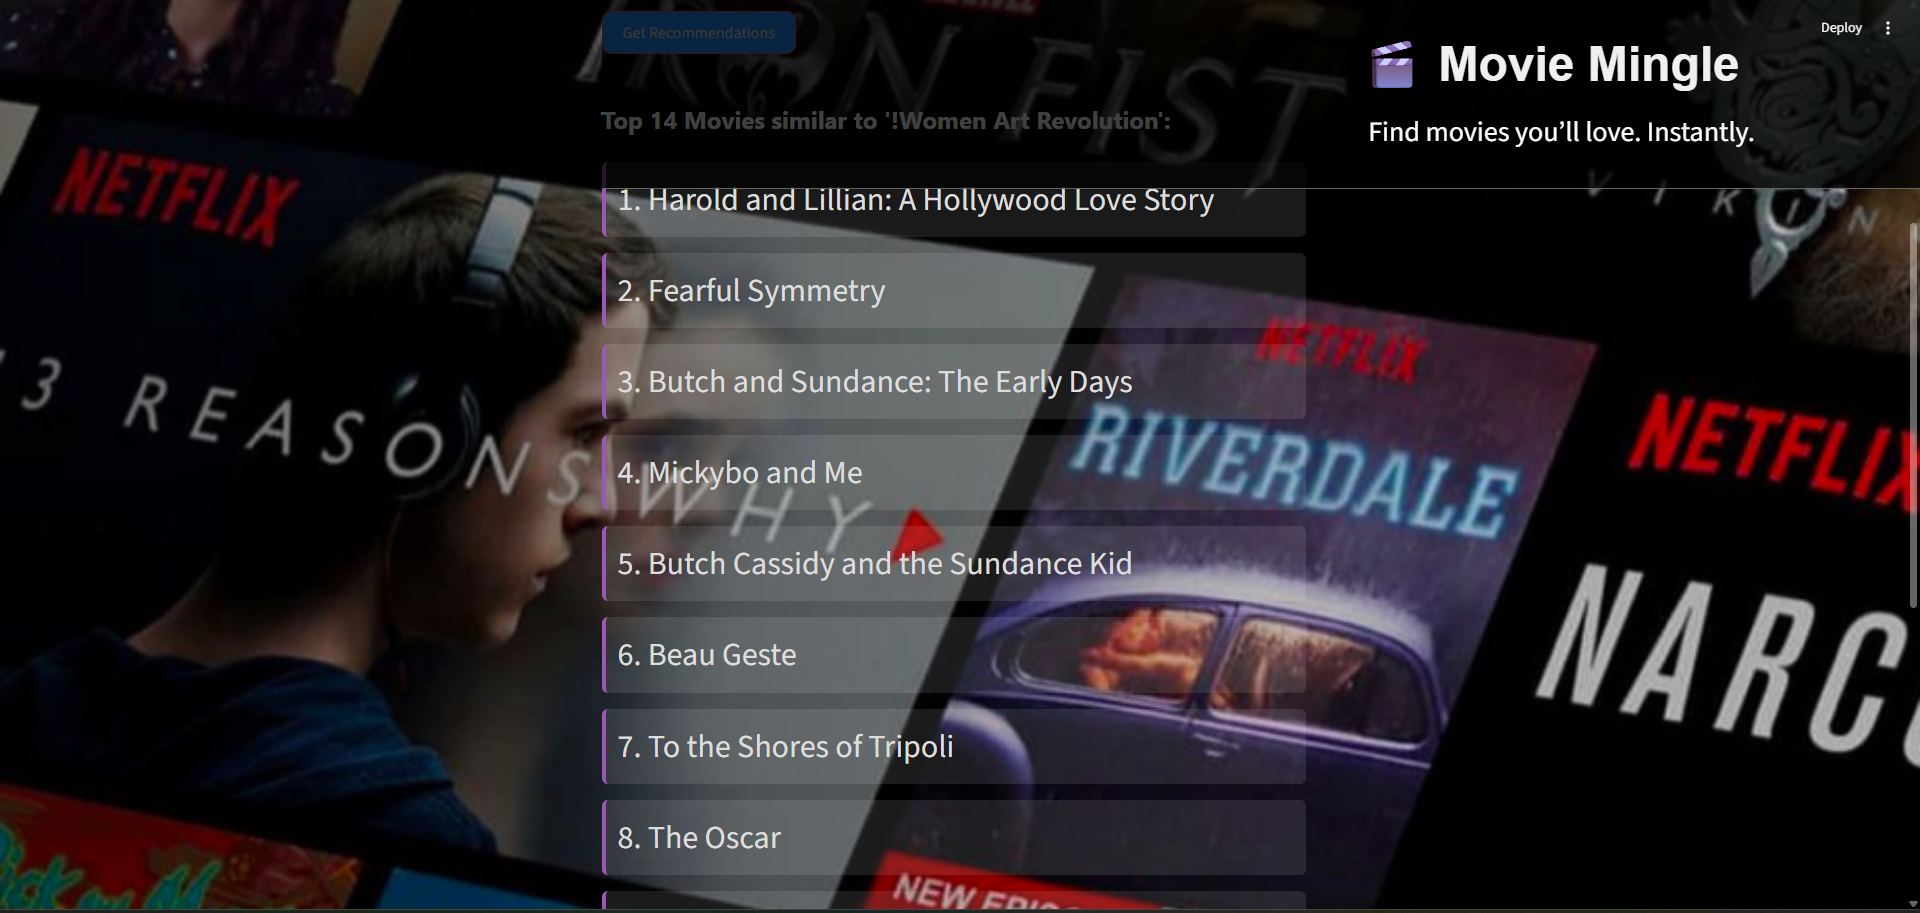 Get Recommendations
IRON FIST
Deploy
Movie Mingle
Find movies you’ll love. Instantly.
Top 14 Movies similar to '!Women Art Revolution':
1. Harold and Lillian: A Hollywood Love Story
2. Fearful Symmetry
3. Butch and Sundance: The Early Days
4. Mickybo and Me
5. Butch Cassidy and the Sundance Kid
6. Beau Geste
7. To the Shores of Tripoli
8. The Oscar
NETFLIX
13 REASONS WHY
NETFLIX
RIVERDALE
VIKIN
NETFLIX
NARC
NEW